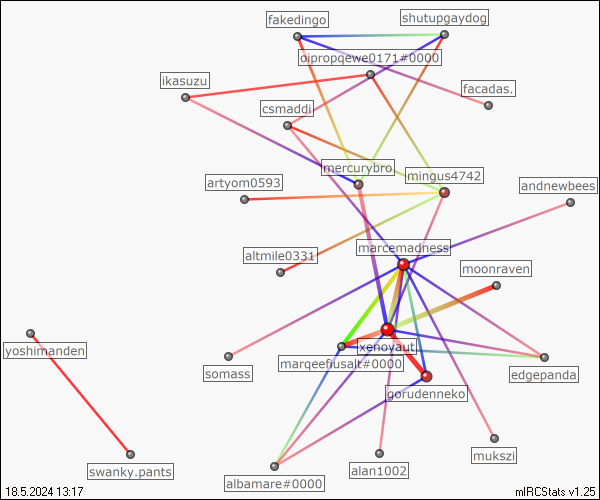 fakedingo
shutupgaydog
oipropqewe0171#0000
ikasuzu
facadas.
csmaddi
mercurybro
mingus4742
artyom0593
andnewbees
marcemadness
altmile0331
moonraven
xenoyaut
yoshimanden
marqeefiusalt#0000
somass
edgepanda
gorudenneko
mukszi
swanky.pants
alan1002
albamare#0000
18.5.2024 13:17
mIRCStats v1.25